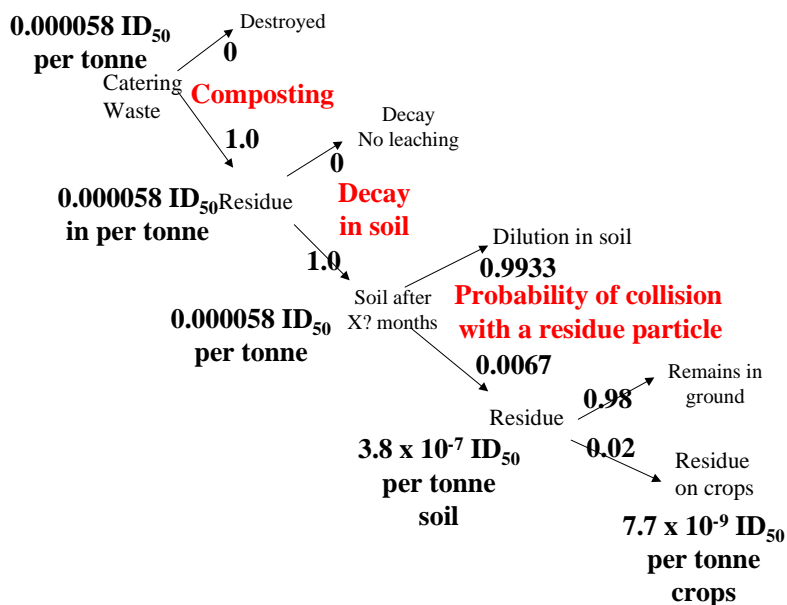 0.000058 ID50
per tonne
Destroyed
0
Catering
Waste
Composting
1.0
Decay
No leaching
0
0.000058 ID50 Residue
in per tonne
Decay
in soil
1.0
Dilution in soil
0.9933
Soil after
X? months
Probability of collision
with a residue particle
0.000058 ID50
per tonne
0.0067
Remains in
ground
0.98
Residue
0.02
3.8 x 10-7 ID50
per tonne
soil
Residue
on crops
7.7 x 10-9 ID50
per tonne
crops